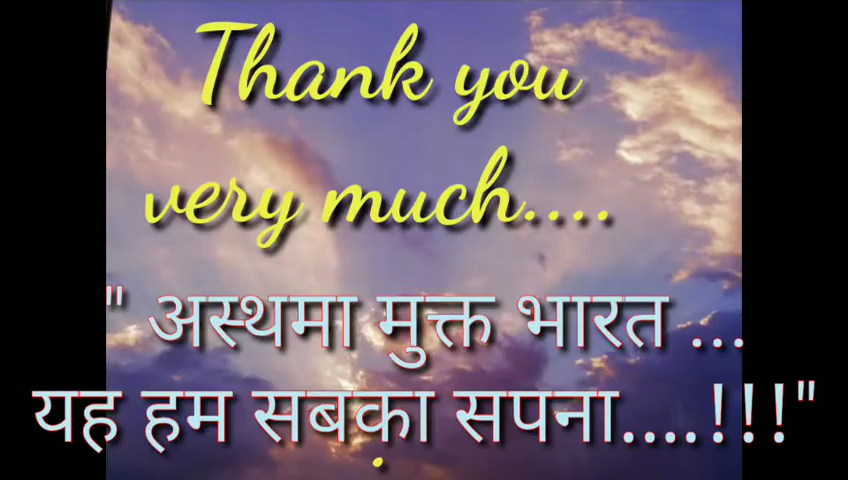 Thank you
very much....
" अस्थमा मुक्त भारत ...
यह हम सबका सपना....!!!"
.